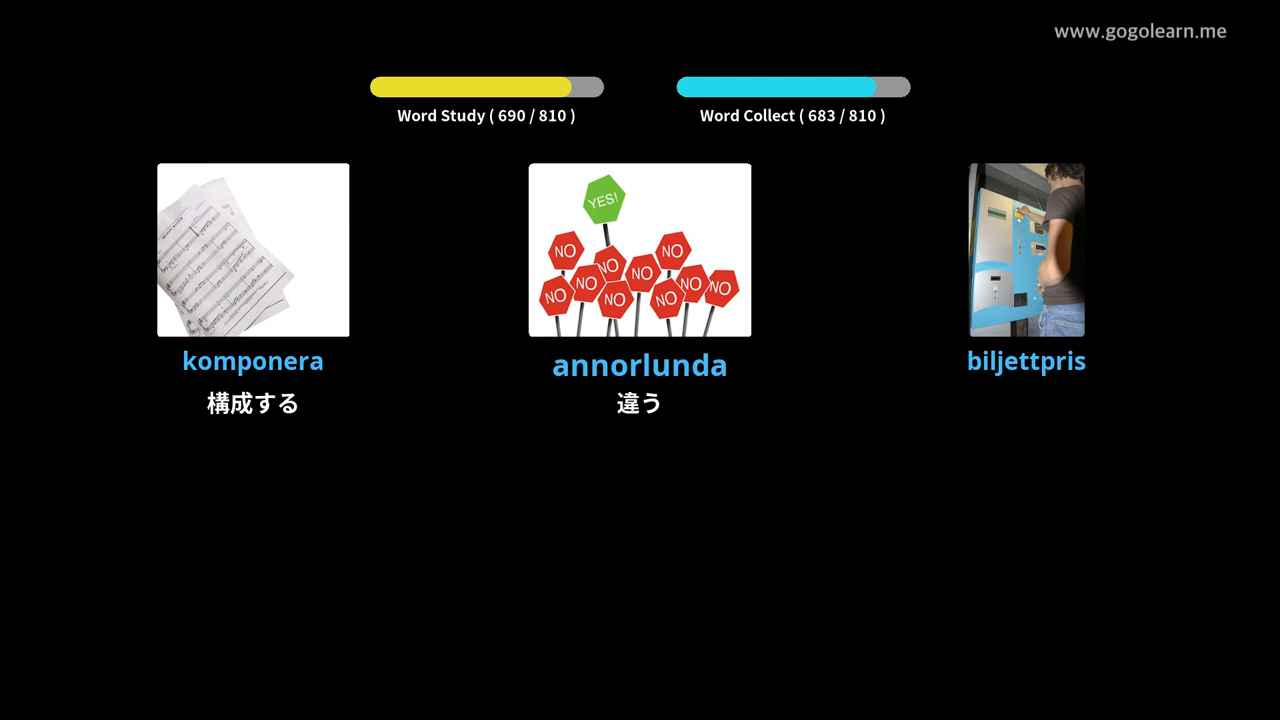 www.gogolearn.me
Word Study ( 690 / 810 )
Word Collect ( 683 / 810 )
YES!
NO
NO
NO
NO
NO
NO
NO
NO
NO
komponera
annorlunda
biljettpris
構成する
違う